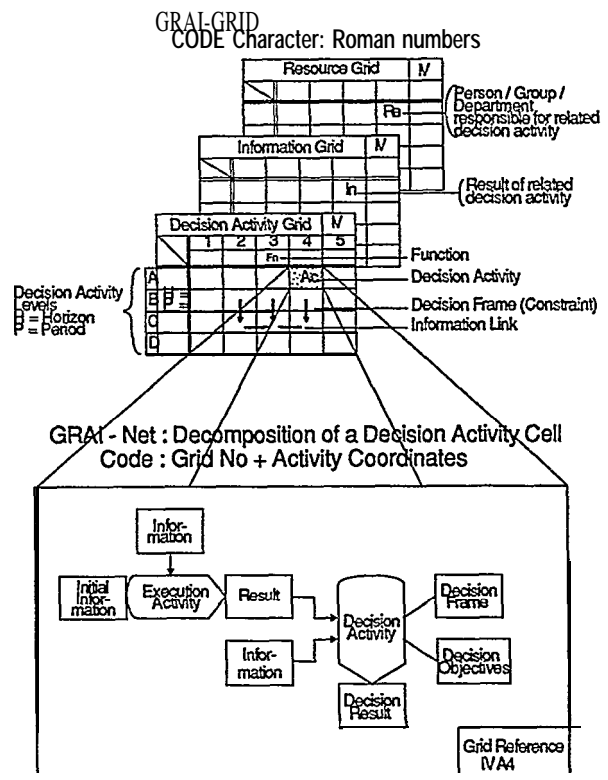 GRAI-GRID
CODE Character: Roman numbers
Resource Grid IV
Re
Person / Group /
Department
responsible for related
decision activity
Information Grid IV
In
Result of related
decision activity
Decision Activity Grid IV
1 2 3 4 5
Fn
Function
A
Ac
Decision Activity
B
H =
P =
C
D
Decision Activity
Levels
H = Horizon
P = Period
Decision Frame (Constraint)
Information Link
GRAI - Net : Decomposition of a Decision Activity Cell
Code : Grid No + Activity Coordinates
Infor-
mation
Initial
Infor-
mation
Execution
Activity
Result
Infor-
mation
Decision
Activity
Decision
Frame
Decision
Objectives
Decision
Result
Grid Reference
IVA4